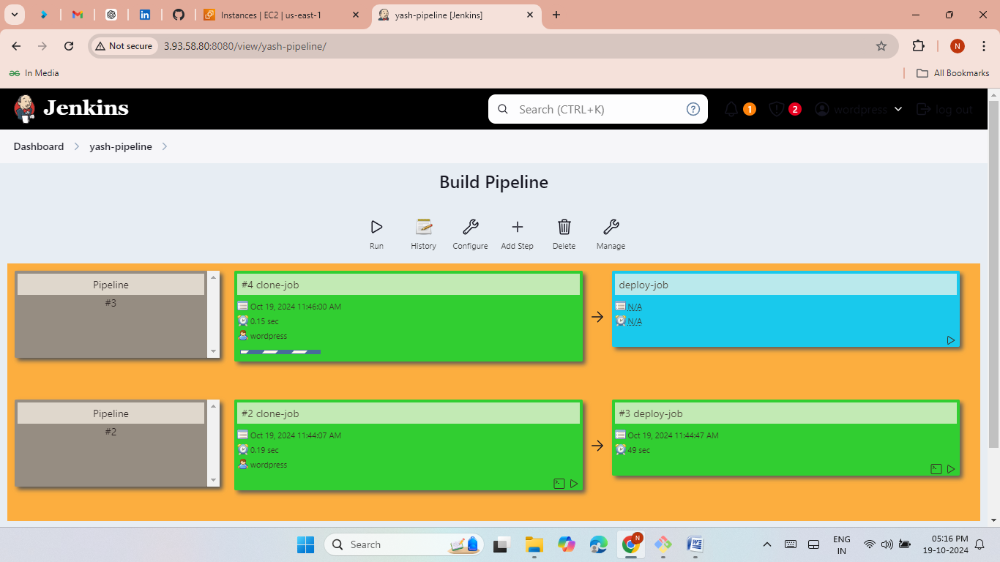 Instances | EC2 | us-east-1
yash-pipeline [Jenkins]
Not secure
3.93.58.80:8080/view/yash-pipeline/
N
In Media
All Bookmarks
Jenkins
Search (CTRL+K)
?
1
2
wordpress
log out
Dashboard
yash-pipeline
Build Pipeline
Run
History
Configure
Add Step
Delete
Manage
Pipeline
#3
#4 clone-job
Oct 19, 2024 11:46:00 AM
0.15 sec
wordpress
deploy-job
N/A
N/A
Pipeline
#2
#2 clone-job
Oct 19, 2024 11:44:07 AM
0.19 sec
wordpress
#3 deploy-job
Oct 19, 2024 11:44:47 AM
49 sec
Search
N
ENG
IN
05:16 PM
19-10-2024